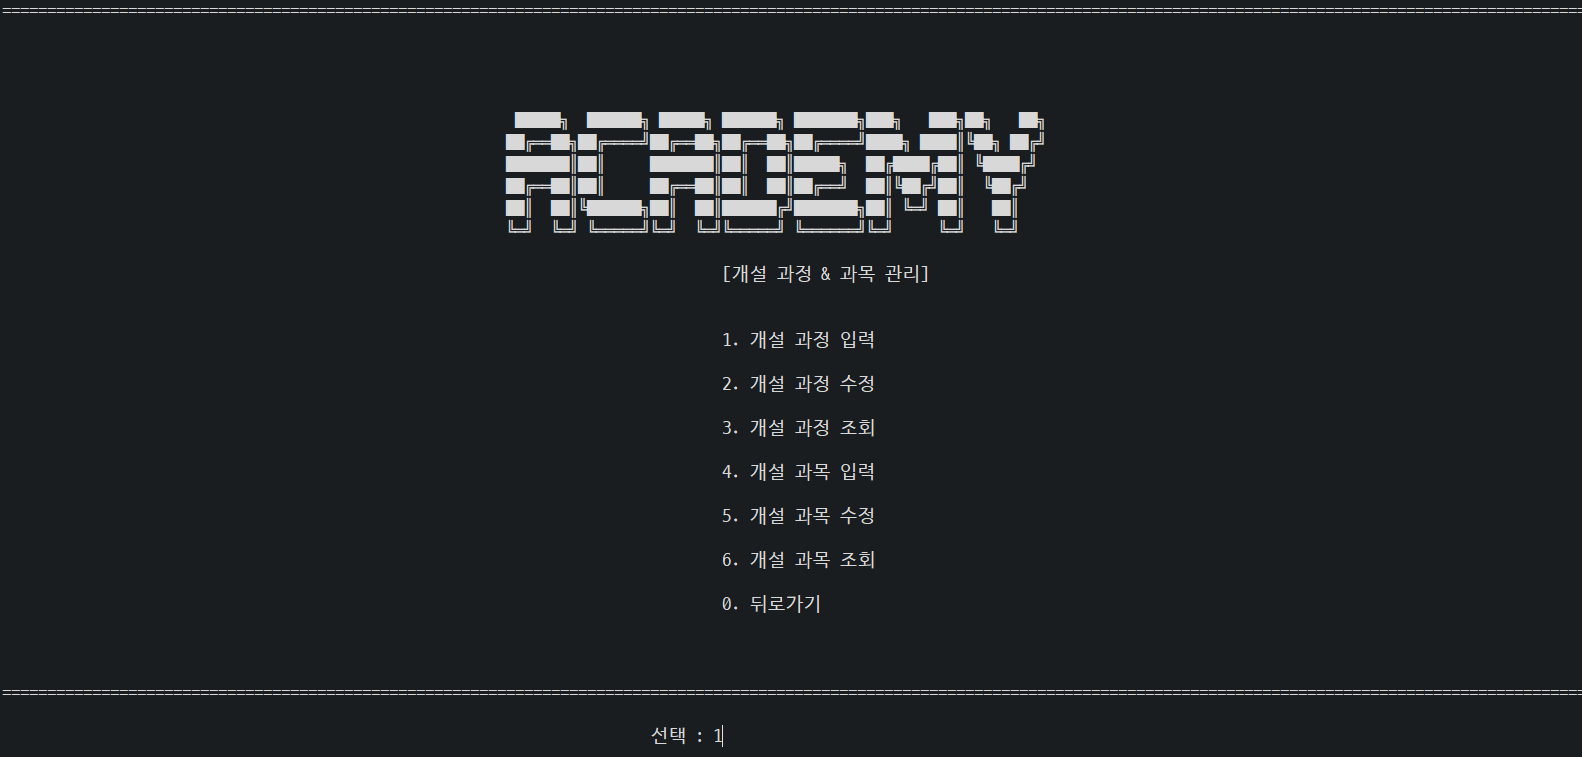 ACADEMY
[개설 과정 & 과목 관리]
1. 개설 과정 입력
2. 개설 과정 수정
3. 개설 과정 조회
4. 개설 과목 입력
5. 개설 과목 수정
6. 개설 과목 조회
0. 뒤로가기
선택 : 1